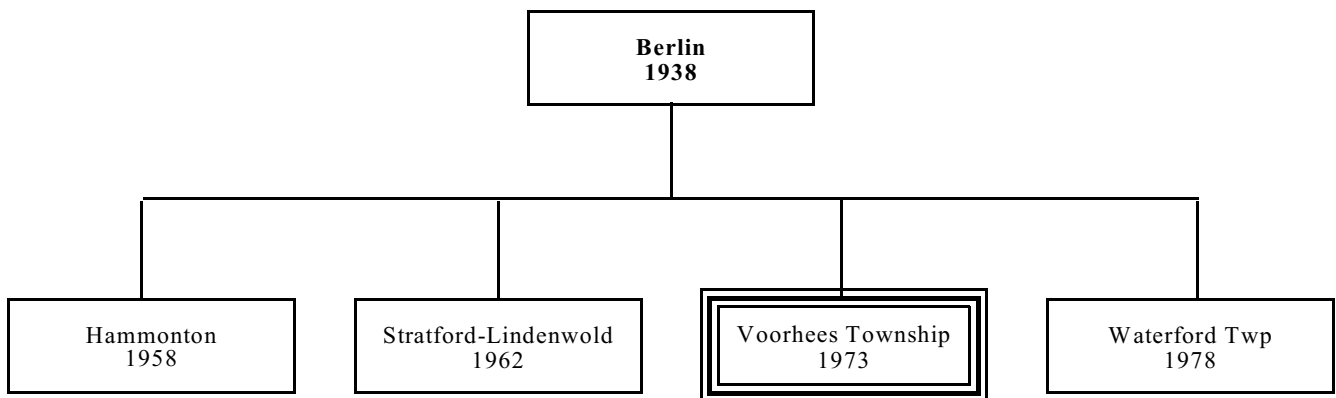 Berlin
1938
Hammonton
1958
Stratford-Lindenwold
1962
Voorhees Township
1973
Waterford Twp
1978